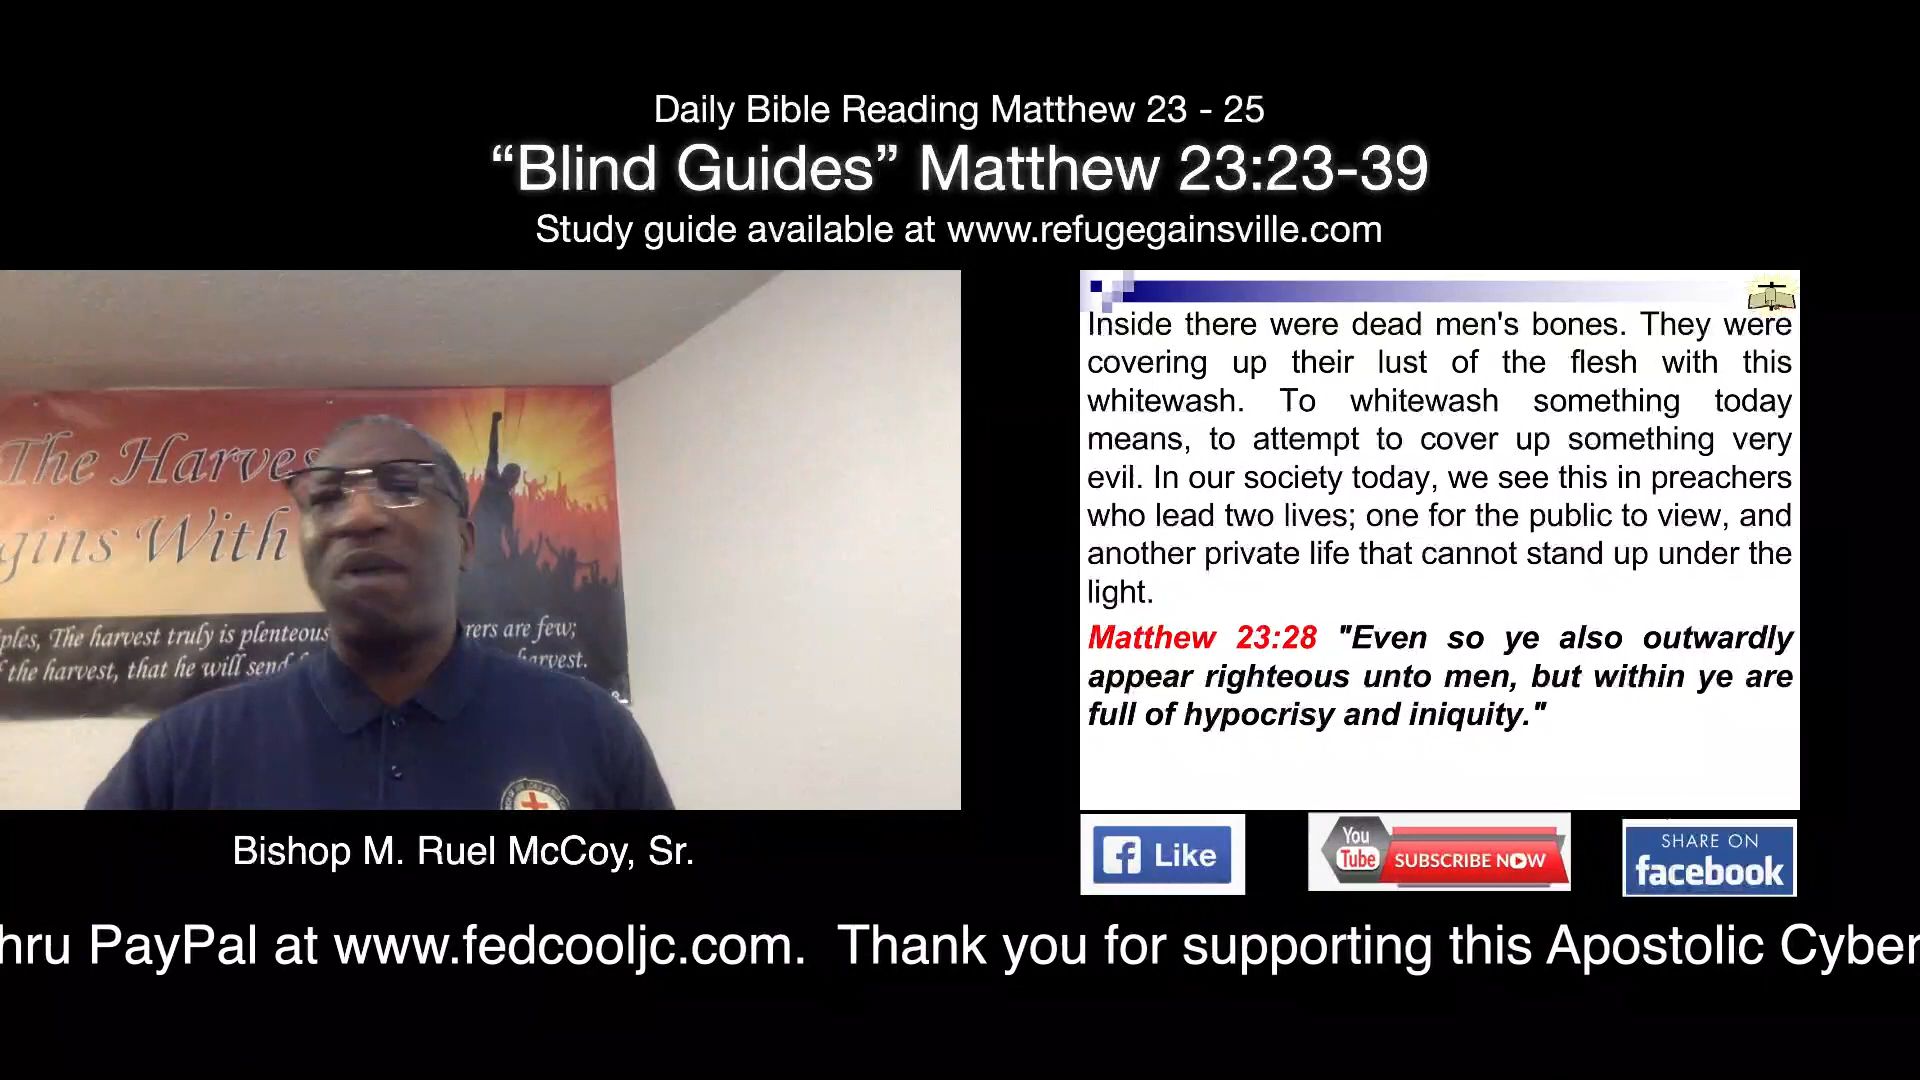 Daily Bible Reading Matthew 23 - 25
“Blind Guides” Matthew 23:23-39
Study guide available at www.refugegainsville.com
The Harves
gins With
ples, The harvest truly is plenteous
rers are few;
f the harvest, that he will send
harvest.
Inside there were dead men's bones. They were
covering up their lust of the flesh with this
whitewash. To whitewash something today
means, to attempt to cover up something very
evil. In our society today, we see this in preachers
who lead two lives; one for the public to view, and
another private life that cannot stand up under the
light.
Matthew 23:28 "Even so ye also outwardly
appear righteous unto men, but within ye are
full of hypocrisy and iniquity."
Bishop M. Ruel McCoy, Sr.
Like
You
Tube
SUBSCRIBE NOW
SHARE ON
facebook
hru PayPal at www.fedcooljc.com. Thank you for supporting this Apostolic Cyber